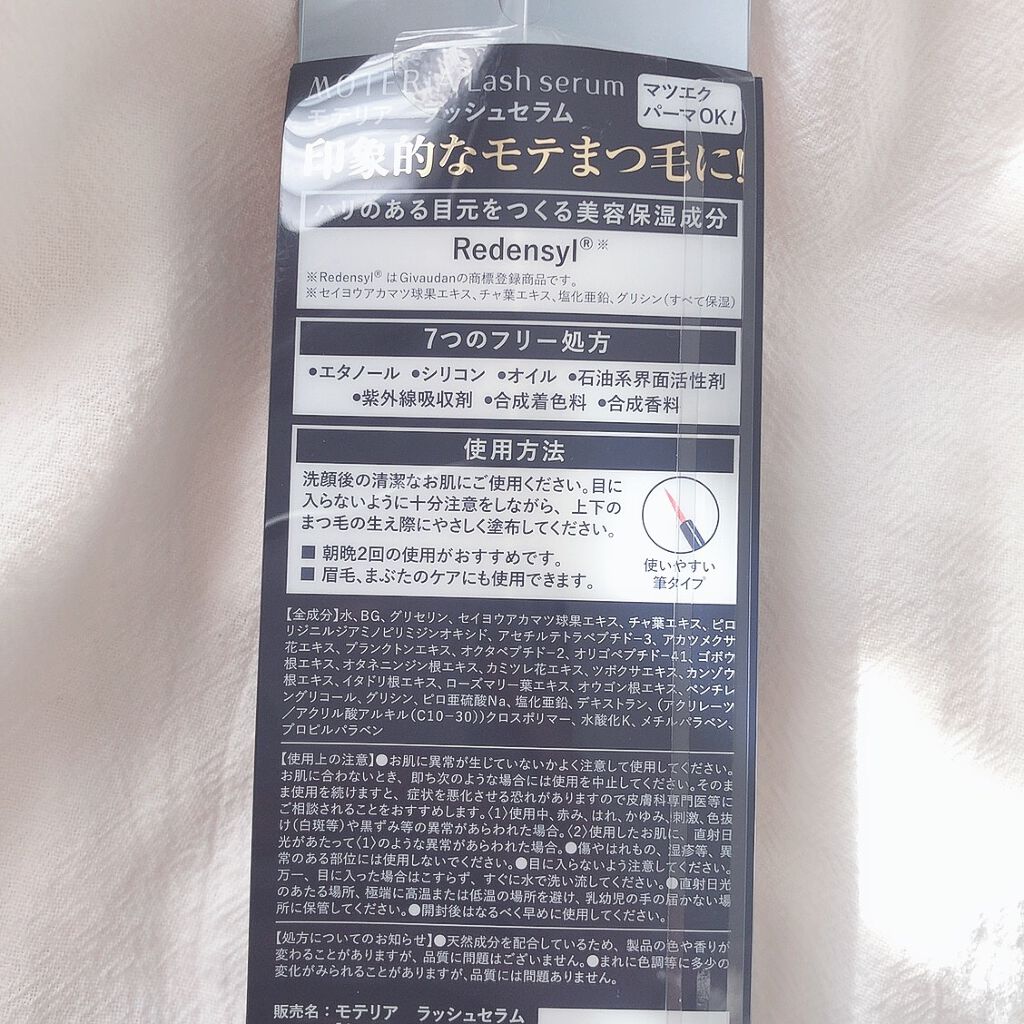 MOTERiA Lash serum
モテリア ラッシュセラム
マツエク
パーマOK!
印象的なモテまつ毛に!
ハリのある目元をつくる美容保湿成分
Redensyl®※
※Redensyl® はGivaudanの商標登録商品です。
※セイヨウアカマツ球果エキス、チャ葉エキス、塩化亜鉛、グリシン(すべて保湿)
7つのフリー処方
●エタノール ●シリコン ●オイル ●石油系界面活性剤
●紫外線吸収剤 ●合成着色料 ●合成香料
使用方法
洗顔後の清潔なお肌にご使用ください。目に
入らないように十分注意をしながら、上下の
まつ毛の生え際にやさしく塗布してください。
■ 朝晩2回の使用がおすすめです。
■ 眉毛、まぶたのケアにも使用できます。
使いやすい
筆タイプ
【全成分】水、BG、グリセリン、セイヨウアカマツ球果エキス、チャ葉エキス、ピロ
リジニルジアミノピリミジンオキシド、アセチルテトラペプチド-3、アカツメクサ
花エキス、プランクトンエキス、オクタペプチド-2、オリゴペプチド-41、ゴボウ
根エキス、オタネニンジン根エキス、カミツレ花エキス、ツボクサエキス、カンゾウ
根エキス、イタドリ根エキス、ローズマリー葉エキス、オウゴン根エキス、ペンチレ
ングリコール、グリシン、ピロ亜硫酸Na、塩化亜鉛、デキストラン、(アクリレーツ
/アクリル酸アルキル(C10-30))クロスポリマー、水酸化K、メチルパラベン、
プロピルパラベン
【使用上の注意】●お肌に異常が生じていないかよく注意して使用してください。
お肌に合わないとき、即ち次のような場合には使用を中止してください。そのま
ま使用を続けますと、症状を悪化させる恐れがありますので皮膚科専門医等に
ご相談されることをおすすめします。〈1〉使用中、赤み、はれ、かゆみ、刺激、色抜
け(白斑等)や黒ずみ等の異常があらわれた場合。〈2〉使用したお肌に、直射日
光があたって〈1〉のような異常があらわれた場合。●傷やはれもの、湿疹等、異
常のある部位には使用しないでください。●目に入らないよう注意してください。
万一、目に入った場合はこすらず、すぐに水で洗い流してください。●直射日光
のあたる場所、極端に高温または低温の場所を避け、乳幼児の手の届かない場
所に保管してください。●開封後はなるべく早めに使用してください。
【処方についてのお知らせ】●天然成分を配合しているため、製品の色や香りが
変わることがありますが、品質に問題はございません。●まれに色調等に多少の
変化がみられることがありますが、品質には問題ありません。
販売名:モテリア ラッシュセラム